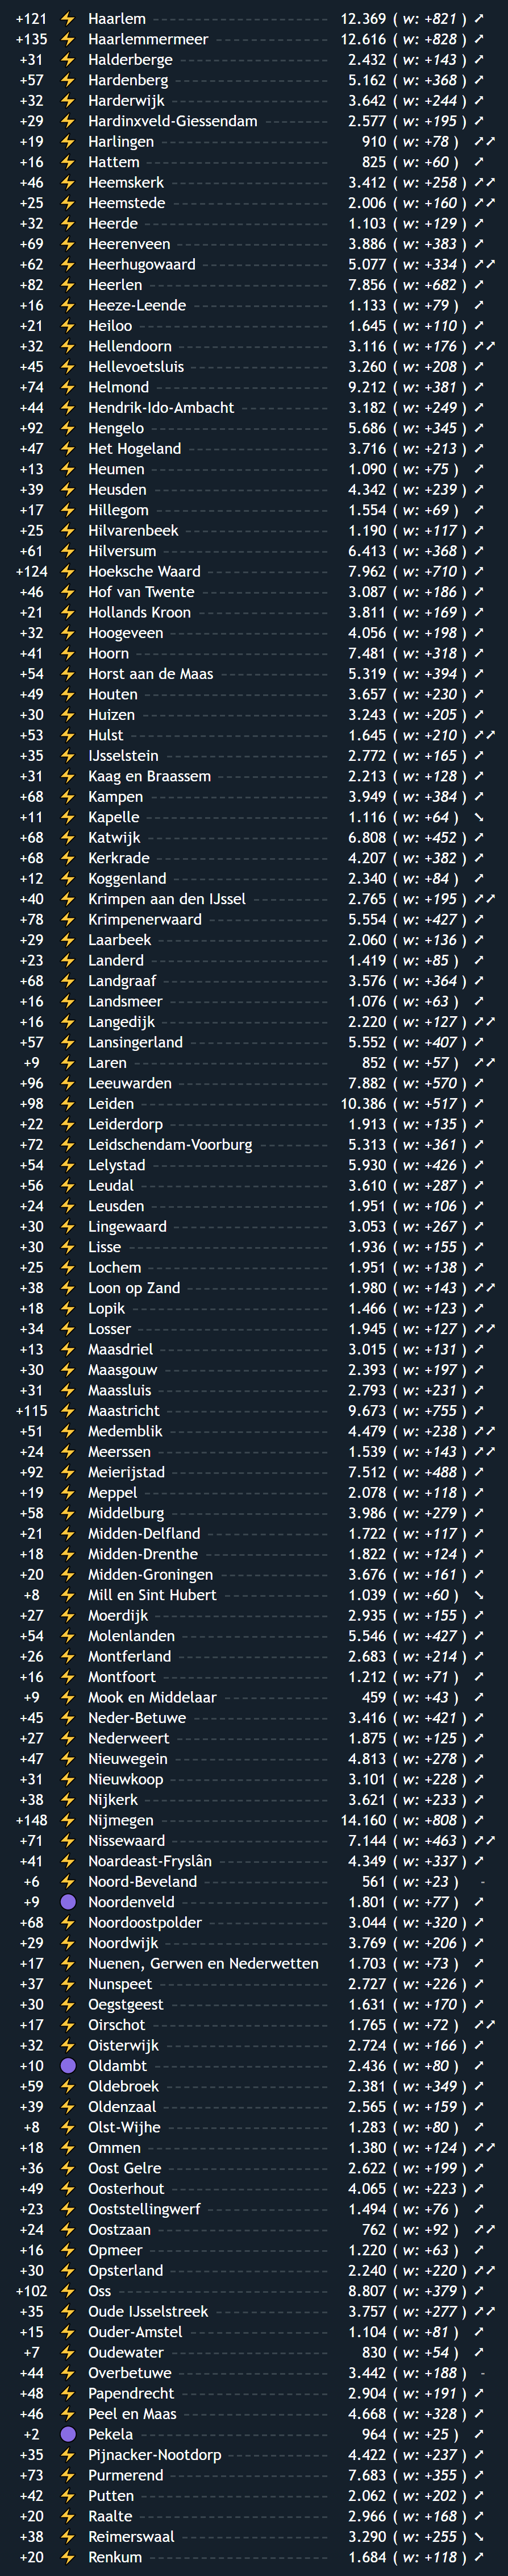 +121 ⚡ Haarlem 12.369 ( w: +821 ) ➚
+135 ⚡ Haarlemmermeer 12.616 ( w: +828 ) ➚
+31 ⚡ Halderberge 2.432 ( w: +143 ) ➚
+57 ⚡ Hardenberg 5.162 ( w: +368 ) ➚
+32 ⚡ Harderwijk 3.642 ( w: +244 ) ➚
+29 ⚡ Hardinxveld-Giessendam 2.577 ( w: +195 ) ➚
+19 ⚡ Harlingen 910 ( w: +78 ) ➚➚
+16 ⚡ Hattem 825 ( w: +60 ) ➚
+46 ⚡ Heemskerk 3.412 ( w: +258 ) ➚➚
+25 ⚡ Heemstede 2.006 ( w: +160 ) ➚➚
+32 ⚡ Heerde 1.103 ( w: +129 ) ➚
+69 ⚡ Heerenveen 3.886 ( w: +383 ) ➚
+62 ⚡ Heerhugowaard 5.077 ( w: +334 ) ➚➚
+82 ⚡ Heerlen 7.856 ( w: +682 ) ➚
+16 ⚡ Heeze-Leende 1.133 ( w: +79 ) ➚
+21 ⚡ Heiloo 1.645 ( w: +110 ) ➚
+32 ⚡ Hellendoorn 3.116 ( w: +176 ) ➚➚
+45 ⚡ Hellevoetsluis 3.260 ( w: +208 ) ➚
+74 ⚡ Helmond 9.212 ( w: +381 ) ➚
+44 ⚡ Hendrik-Ido-Ambacht 3.182 ( w: +249 ) ➚
+92 ⚡ Hengelo 5.686 ( w: +345 ) ➚
+47 ⚡ Het Hogeland 3.716 ( w: +213 ) ➚
+13 ⚡ Heumen 1.090 ( w: +75 ) ➚
+39 ⚡ Heusden 4.342 ( w: +239 ) ➚
+17 ⚡ Hillegom 1.554 ( w: +69 ) ➚
+25 ⚡ Hilvarenbeek 1.190 ( w: +117 ) ➚
+61 ⚡ Hilversum 6.413 ( w: +368 ) ➚
+124 ⚡ Hoeksche Waard 7.962 ( w: +710 ) ➚
+46 ⚡ Hof van Twente 3.087 ( w: +186 ) ➚
+21 ⚡ Hollands Kroon 3.811 ( w: +169 ) ➚
+32 ⚡ Hoogeveen 4.056 ( w: +198 ) ➚
+41 ⚡ Hoorn 7.481 ( w: +318 ) ➚
+54 ⚡ Horst aan de Maas 5.319 ( w: +394 ) ➚
+49 ⚡ Houten 3.657 ( w: +230 ) ➚
+30 ⚡ Huizen 3.243 ( w: +205 ) ➚
+53 ⚡ Hulst 1.645 ( w: +210 ) ➚➚
+35 ⚡ IJsselstein 2.772 ( w: +165 ) ➚
+31 ⚡ Kaag en Braassem 2.213 ( w: +128 ) ➚
+68 ⚡ Kampen 3.949 ( w: +384 ) ➚
+11 ⚡ Kapelle 1.116 ( w: +64 ) ➘
+68 ⚡ Katwijk 6.808 ( w: +452 ) ➚
+68 ⚡ Kerkrade 4.207 ( w: +382 ) ➚
+12 ⚡ Koggenland 2.340 ( w: +84 ) ➚
+40 ⚡ Krimpen aan den IJssel 2.765 ( w: +195 ) ➚➚
+78 ⚡ Krimpenerwaard 5.554 ( w: +427 ) ➚
+29 ⚡ Laarbeek 2.060 ( w: +136 ) ➚
+23 ⚡ Landerd 1.419 ( w: +85 ) ➚
+68 ⚡ Landgraaf 3.576 ( w: +364 ) ➚
+16 ⚡ Landsmeer 1.076 ( w: +63 ) ➚
+16 ⚡ Langedijk 2.220 ( w: +127 ) ➚➚
+57 ⚡ Lansingerland 5.552 ( w: +407 ) ➚
+9 ⚡ Laren 852 ( w: +57 ) ➚➚
+96 ⚡ Leeuwarden 7.882 ( w: +570 ) ➚
+98 ⚡ Leiden 10.386 ( w: +517 ) ➚
+22 ⚡ Leiderdorp 1.913 ( w: +135 ) ➚
+72 ⚡ Leidschendam-Voorburg 5.313 ( w: +361 ) ➚
+54 ⚡ Lelystad 5.930 ( w: +426 ) ➚
+56 ⚡ Leudal 3.610 ( w: +287 ) ➚
+24 ⚡ Leusden 1.951 ( w: +106 ) ➚
+30 ⚡ Lingewaard 3.053 ( w: +267 ) ➚
+30 ⚡ Lisse 1.936 ( w: +155 ) ➚
+25 ⚡ Lochem 1.951 ( w: +138 ) ➚
+38 ⚡ Loon op Zand 1.980 ( w: +143 ) ➚➚
+18 ⚡ Lopik 1.466 ( w: +123 ) ➚
+34 ⚡ Losser 1.945 ( w: +127 ) ➚➚
+13 ⚡ Maasdriel 3.015 ( w: +131 ) ➚
+30 ⚡ Maasgouw 2.393 ( w: +197 ) ➚
+31 ⚡ Maassluis 2.793 ( w: +231 ) ➚
+115 ⚡ Maastricht 9.673 ( w: +755 ) ➚
+51 ⚡ Medemblik 4.479 ( w: +238 ) ➚➚
+24 ⚡ Meerssen 1.539 ( w: +143 ) ➚➚
+92 ⚡ Meierijstad 7.512 ( w: +488 ) ➚
+19 ⚡ Meppel 2.078 ( w: +118 ) ➚
+58 ⚡ Middelburg 3.986 ( w: +279 ) ➚
+21 ⚡ Midden-Delfland 1.722 ( w: +117 ) ➚
+18 ⚡ Midden-Drenthe 1.822 ( w: +124 ) ➚
+20 ⚡ Midden-Groningen 3.676 ( w: +161 ) ➚
+8 ⚡ Mill en Sint Hubert 1.039 ( w: +60 ) ➘
+27 ⚡ Moerdijk 2.935 ( w: +155 ) ➚
+54 ⚡ Molenlanden 5.546 ( w: +427 ) ➚
+26 ⚡ Montferland 2.683 ( w: +214 ) ➚
+16 ⚡ Montfoort 1.212 ( w: +71 ) ➚
+9 ⚡ Mook en Middelaar 459 ( w: +43 ) ➚
+45 ⚡ Neder-Betuwe 3.416 ( w: +421 ) ➚
+27 ⚡ Nederweert 1.875 ( w: +125 ) ➚
+47 ⚡ Nieuwegein 4.813 ( w: +278 ) ➚
+31 ⚡ Nieuwkoop 3.101 ( w: +228 ) ➚
+38 ⚡ Nijkerk 3.621 ( w: +233 ) ➚
+148 ⚡ Nijmegen 14.160 ( w: +808 ) ➚
+71 ⚡ Nissewaard 7.144 ( w: +463 ) ➚➚
+41 ⚡ Noardeast-Fryslân 4.349 ( w: +337 ) ➚
+6 ⚡ Noord-Beveland 561 ( w: +23 ) -
+9 🟣 Noordenveld 1.801 ( w: +77 ) ➚
+68 ⚡ Noordoostpolder 3.044 ( w: +320 ) ➚
+29 ⚡ Noordwijk 3.769 ( w: +206 ) ➚
+17 ⚡ Nuenen, Gerwen en Nederwetten 1.703 ( w: +73 ) ➚
+37 ⚡ Nunspeet 2.727 ( w: +226 ) ➚
+30 ⚡ Oegstgeest 1.631 ( w: +170 ) ➚
+17 ⚡ Oirschot 1.765 ( w: +72 ) ➚➚
+32 ⚡ Oisterwijk 2.724 ( w: +166 ) ➚
+10 🟣 Oldambt 2.436 ( w: +80 ) ➚
+59 ⚡ Oldebroek 2.381 ( w: +349 ) ➚
+39 ⚡ Oldenzaal 2.565 ( w: +159 ) ➚
+8 ⚡ Olst-Wijhe 1.283 ( w: +80 ) ➚
+18 ⚡ Ommen 1.380 ( w: +124 ) ➚➚
+36 ⚡ Oost Gelre 2.622 ( w: +199 ) ➚
+49 ⚡ Oosterhout 4.065 ( w: +223 ) ➚
+23 ⚡ Ooststellingwerf 1.494 ( w: +76 ) ➚
+24 ⚡ Oostzaan 762 ( w: +92 ) ➚➚
+16 ⚡ Opmeer 1.220 ( w: +63 ) ➚
+30 ⚡ Opsterland 2.240 ( w: +220 ) ➚➚
+102 ⚡ Oss 8.807 ( w: +379 ) ➚
+35 ⚡ Oude IJsselstreek 3.757 ( w: +277 ) ➚➚
+15 ⚡ Ouder-Amstel 1.104 ( w: +81 ) ➚
+7 ⚡ Oudewater 830 ( w: +54 ) ➚
+44 ⚡ Overbetuwe 3.442 ( w: +188 ) -
+48 ⚡ Papendrecht 2.904 ( w: +191 ) ➚
+46 ⚡ Peel en Maas 4.668 ( w: +328 ) ➚
+2 🟣 Pekela 964 ( w: +25 ) ➚
+35 ⚡ Pijnacker-Nootdorp 4.422 ( w: +237 ) ➚
+73 ⚡ Purmerend 7.683 ( w: +355 ) ➚
+42 ⚡ Putten 2.062 ( w: +202 ) ➚
+20 ⚡ Raalte 2.966 ( w: +168 ) ➚
+38 ⚡ Reimerswaal 3.290 ( w: +255 ) ➘
+20 ⚡ Renkum 1.684 ( w: +118 ) ➚